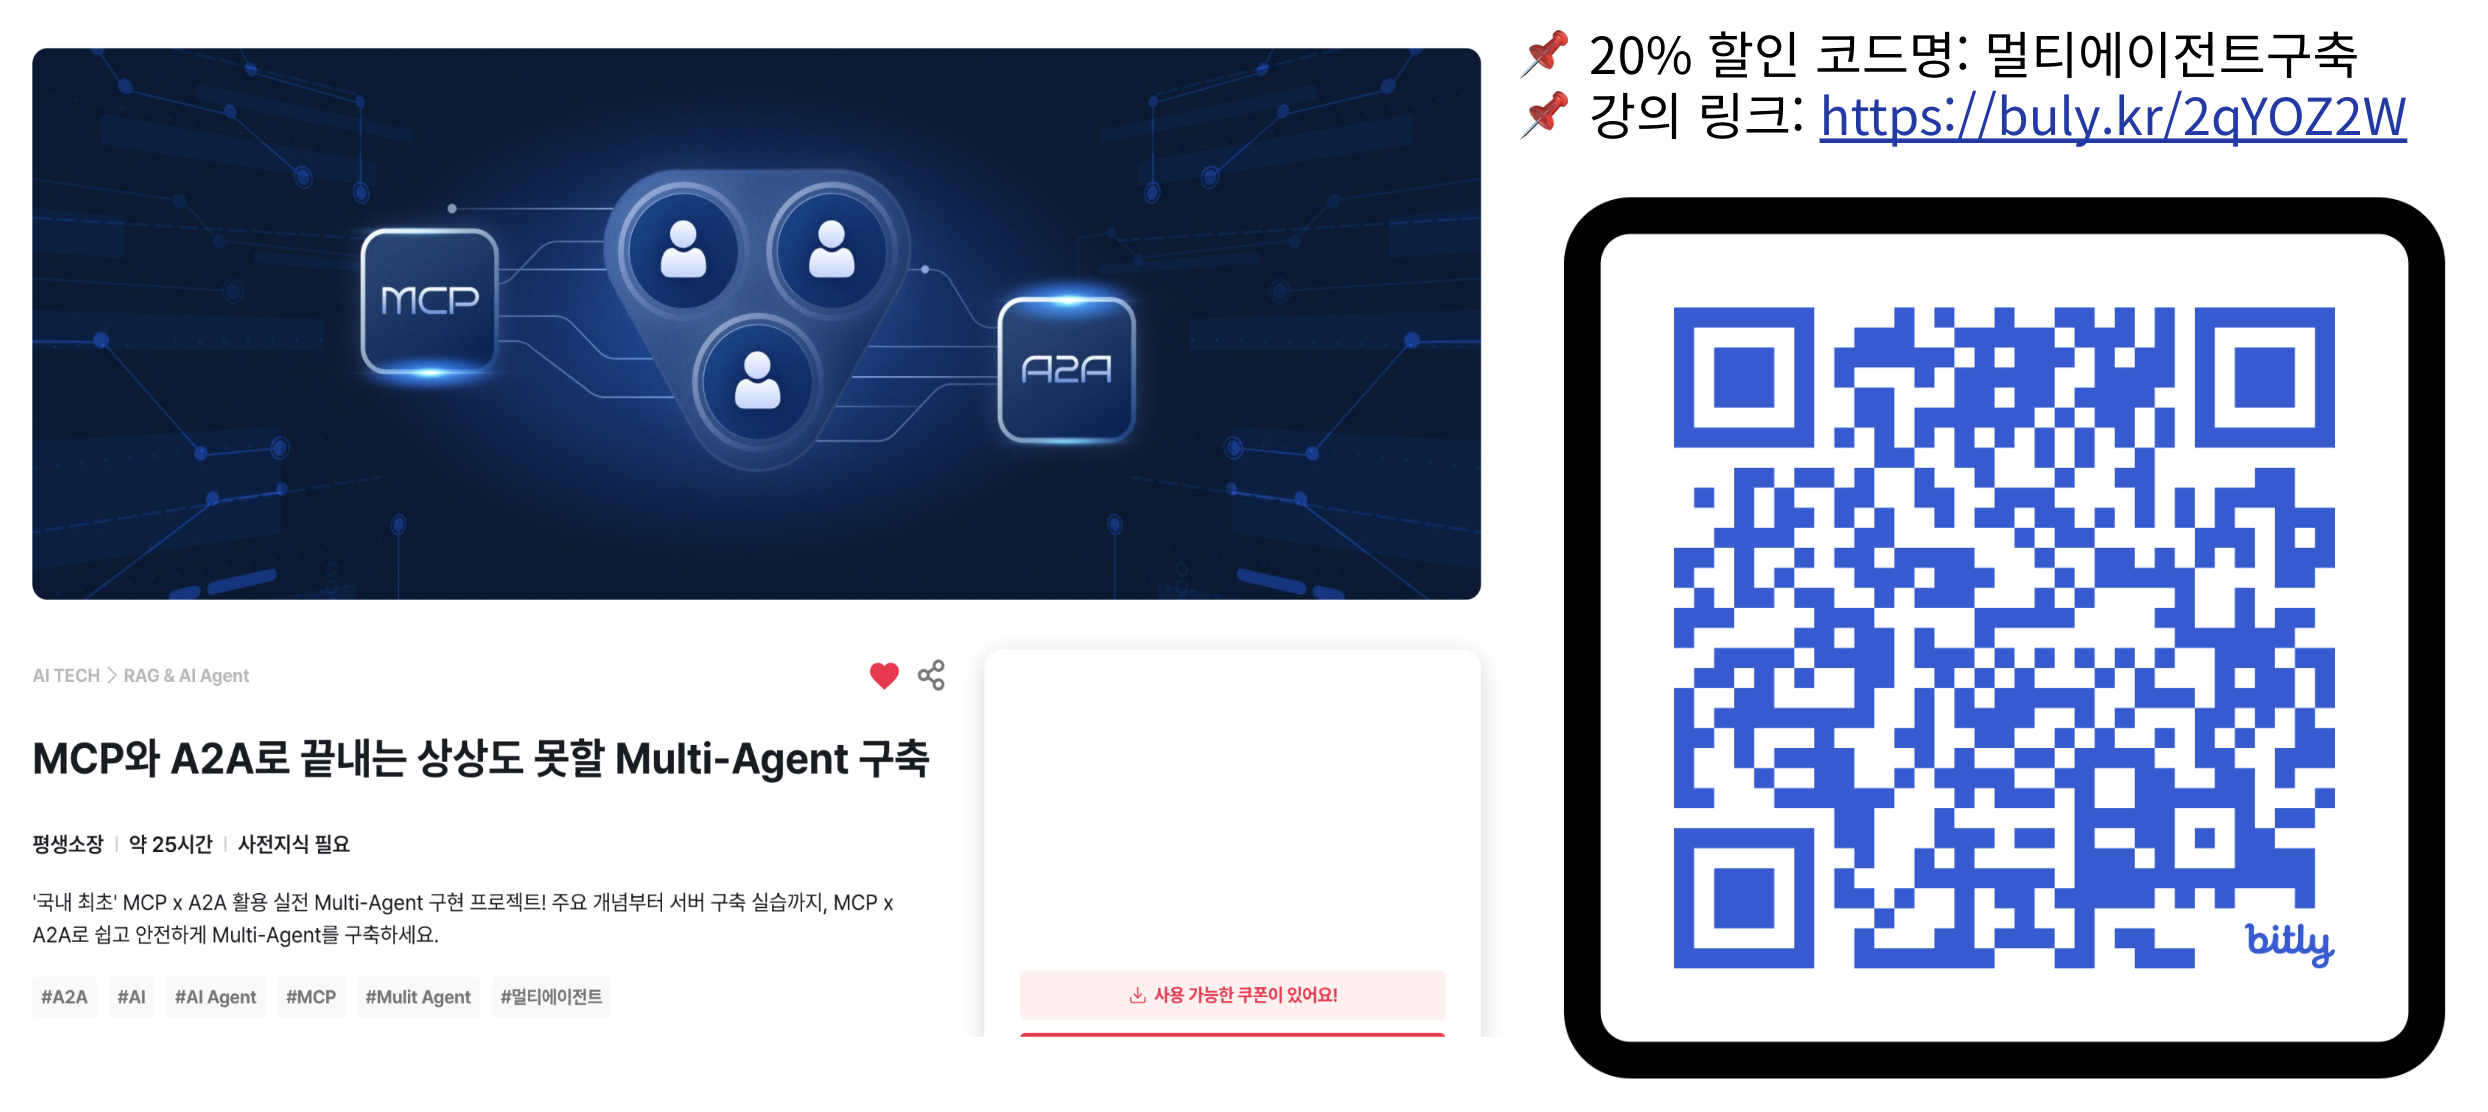 MCP
A2A
AI TECH > RAG & AI Agent
MCP와 A2A로 끝내는 상상도 못할 Multi-Agent 구축
평생소장 | 약 25시간 | 사전지식 필요
'국내 최초' MCP x A2A 활용 실전 Multi-Agent 구현 프로젝트! 주요 개념부터 서버 구축 실습까지, MCP x
A2A로 쉽고 안전하게 Multi-Agent를 구축하세요.
#A2A #AI #AI Agent #MCP #Mulit Agent #멀티에이전트
사용 가능한 쿠폰이 있어요!
📌 20% 할인 코드명: 멀티에이전트구축
📌 강의 링크: https://buly.kr/2qYOZ2W
bitly